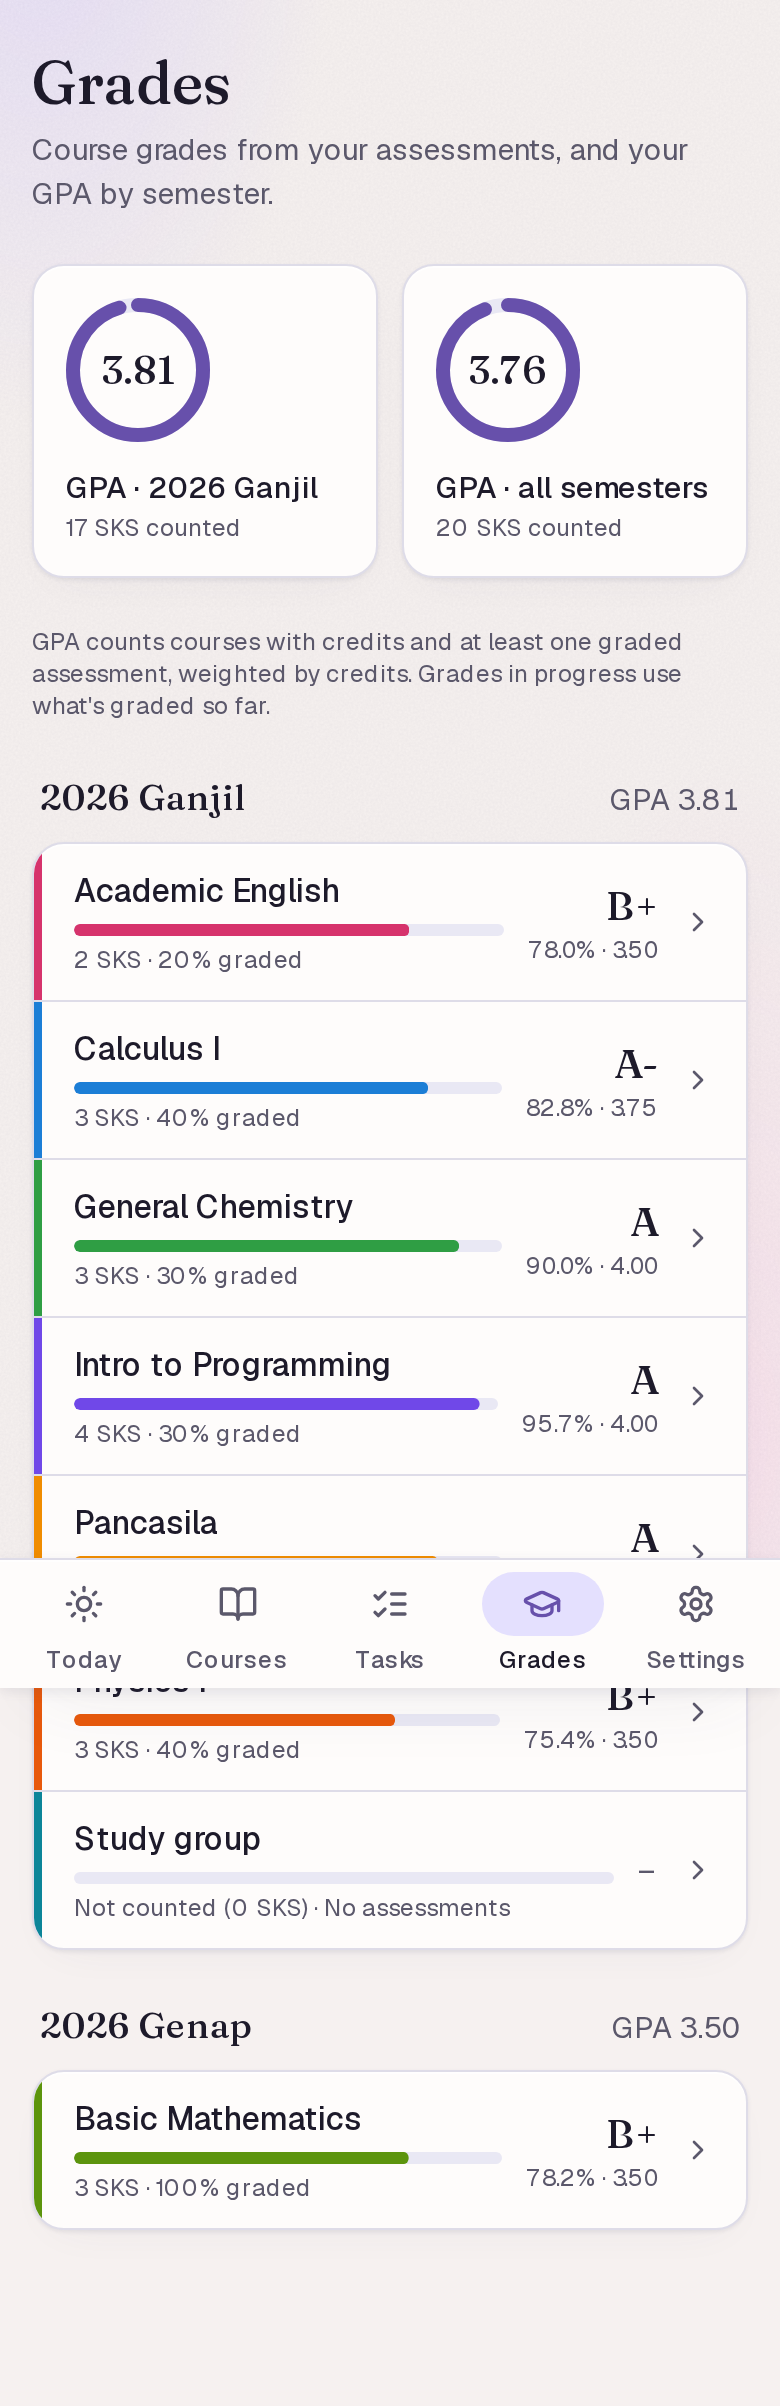 Grades
Course grades from your assessments, and your
GPA by semester.
3.81
GPA · 2026 Ganjil
17 SKS counted
3.76
GPA · all semesters
20 SKS counted
GPA counts courses with credits and at least one graded
assessment, weighted by credits. Grades in progress use
what's graded so far.
2026 Ganjil
GPA 3.81
Academic English
B+
2 SKS · 20% graded
78.0% · 3.50
Calculus I
A-
3 SKS · 40% graded
82.8% · 3.75
General Chemistry
A
3 SKS · 30% graded
90.0% · 4.00
Intro to Programming
A
4 SKS · 30% graded
95.7% · 4.00
Pancasila
A
Today
Courses
Tasks
Grades
Settings
Physics I
B+
3 SKS · 40% graded
75.4% · 3.50
Study group
–
Not counted (0 SKS) · No assessments
2026 Genap
GPA 3.50
Basic Mathematics
B+
3 SKS · 100% graded
78.2% · 3.50